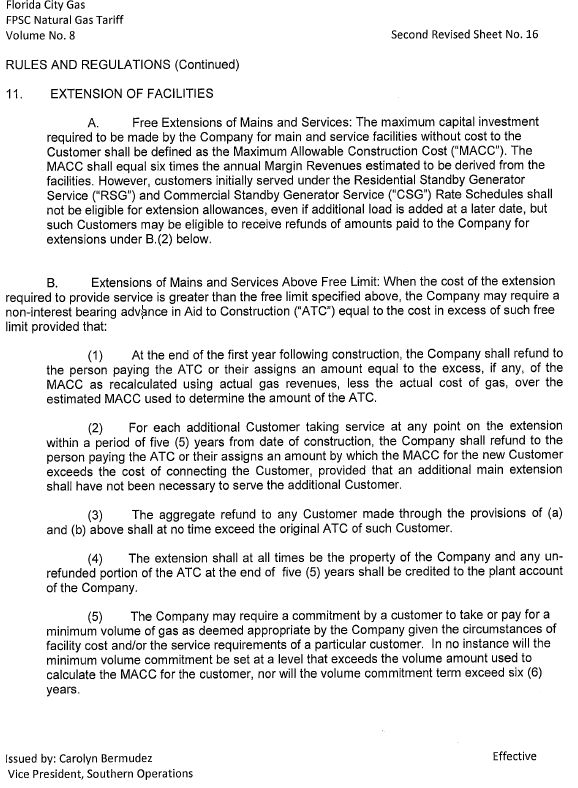 Florida City Gas
FPSC Natural Gas Tariff
Volume No. 8
Second Revised Sheet No. 16
RULES AND REGULATIONS (Continued)
11. EXTENSION OF FACILITIES
A. Free Extensions of Mains and Services: The maximum capital investment
required to be made by the Company for main and service facilities without cost to the
Customer shall be defined as the Maximum Allowable Construction Cost ("MACC"). The
MACC shall equal six times the annual Margin Revenues estimated to be derived from the
facilities. However, customers initially served under the Residential Standby Generator
Service ("RSG") and Commercial Standby Generator Service ("CSG") Rate Schedules shall
not be eligible for extension allowances, even if additional load is added at a later date, but
such Customers may be eligible to receive refunds of amounts paid to the Company for
extensions under B.(2) below.
B. Extensions of Mains and Services Above Free Limit: When the cost of the extension
required to provide service is greater than the free limit specified above, the Company may require a
non-interest bearing advance in Aid to Construction ("ATC") equal to the cost in excess of such free
limit provided that:
(1) At the end of the first year following construction, the Company shall refund to
the person paying the ATC or their assigns an amount equal to the excess, if any, of the
MACC as recalculated using actual gas revenues, less the actual cost of gas, over the
estimated MACC used to determine the amount of the ATC.
(2) For each additional Customer taking service at any point on the extension
within a period of five (5) years from date of construction, the Company shall refund to the
person paying the ATC or their assigns an amount by which the MACC for the new Customer
exceeds the cost of connecting the Customer, provided that an additional main extension
shall have not been necessary to serve the additional Customer.
(3) The aggregate refund to any Customer made through the provisions of (a)
and (b) above shall at no time exceed the original ATC of such Customer.
(4) The extension shall at all times be the property of the Company and any un-
refunded portion of the ATC at the end of five (5) years shall be credited to the plant account
of the Company.
(5) The Company may require a commitment by a customer to take or pay for a
minimum volume of gas as deemed appropriate by the Company given the circumstances of
facility cost and/or the service requirements of a particular customer. In no instance will the
minimum volume commitment be set at a level that exceeds the volume amount used to
calculate the MACC for the customer, nor will the volume commitment term exceed six (6)
years.
Issued by: Carolyn Bermudez
Effective
Vice President, Southern Operations